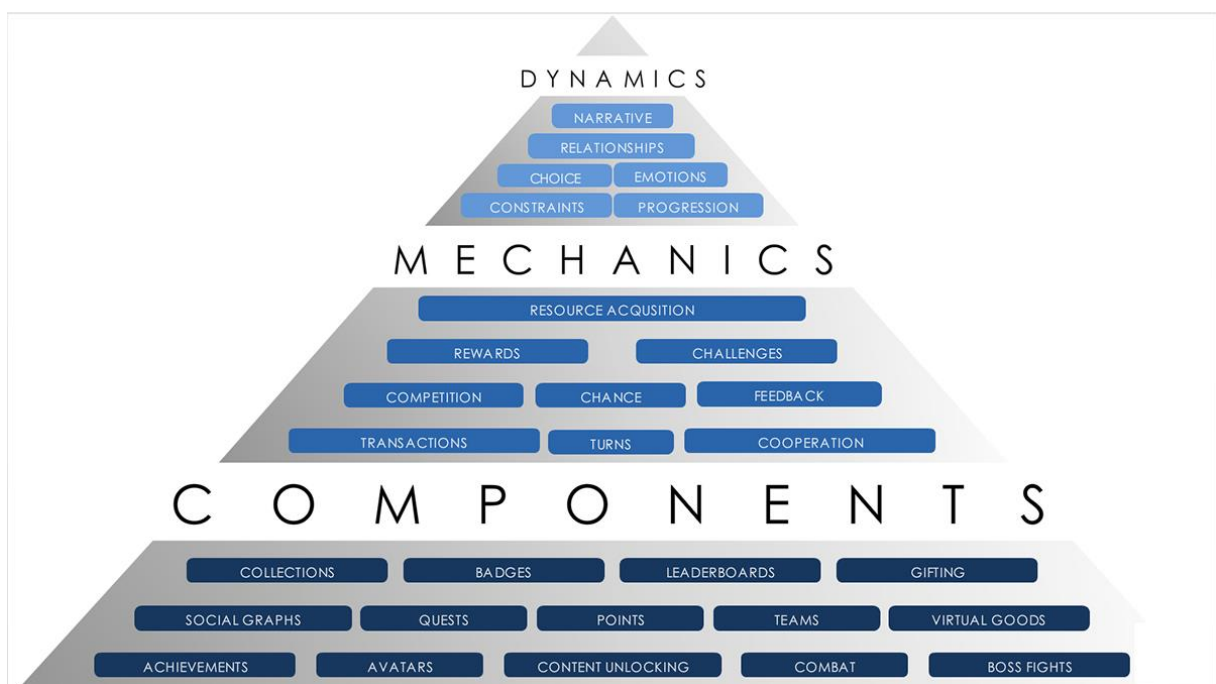 DYNAMICS
NARRATIVE
RELATIONSHIPS
CHOICE EMOTIONS
CONSTRAINTS PROGRESSION
MECHANICS
RESOURCE ACQUSITION
REWARDS CHALLENGES
COMPETITION CHANCE FEEDBACK
TRANSACTIONS TURNS COOPERATION
COMPONENTS
COLLECTIONS BADGES LEADERBOARDS GIFTING
SOCIAL GRAPHS QUESTS POINTS TEAMS VIRTUAL GOODS
ACHIEVEMENTS AVATARS CONTENT UNLOCKING COMBAT BOSS FIGHTS